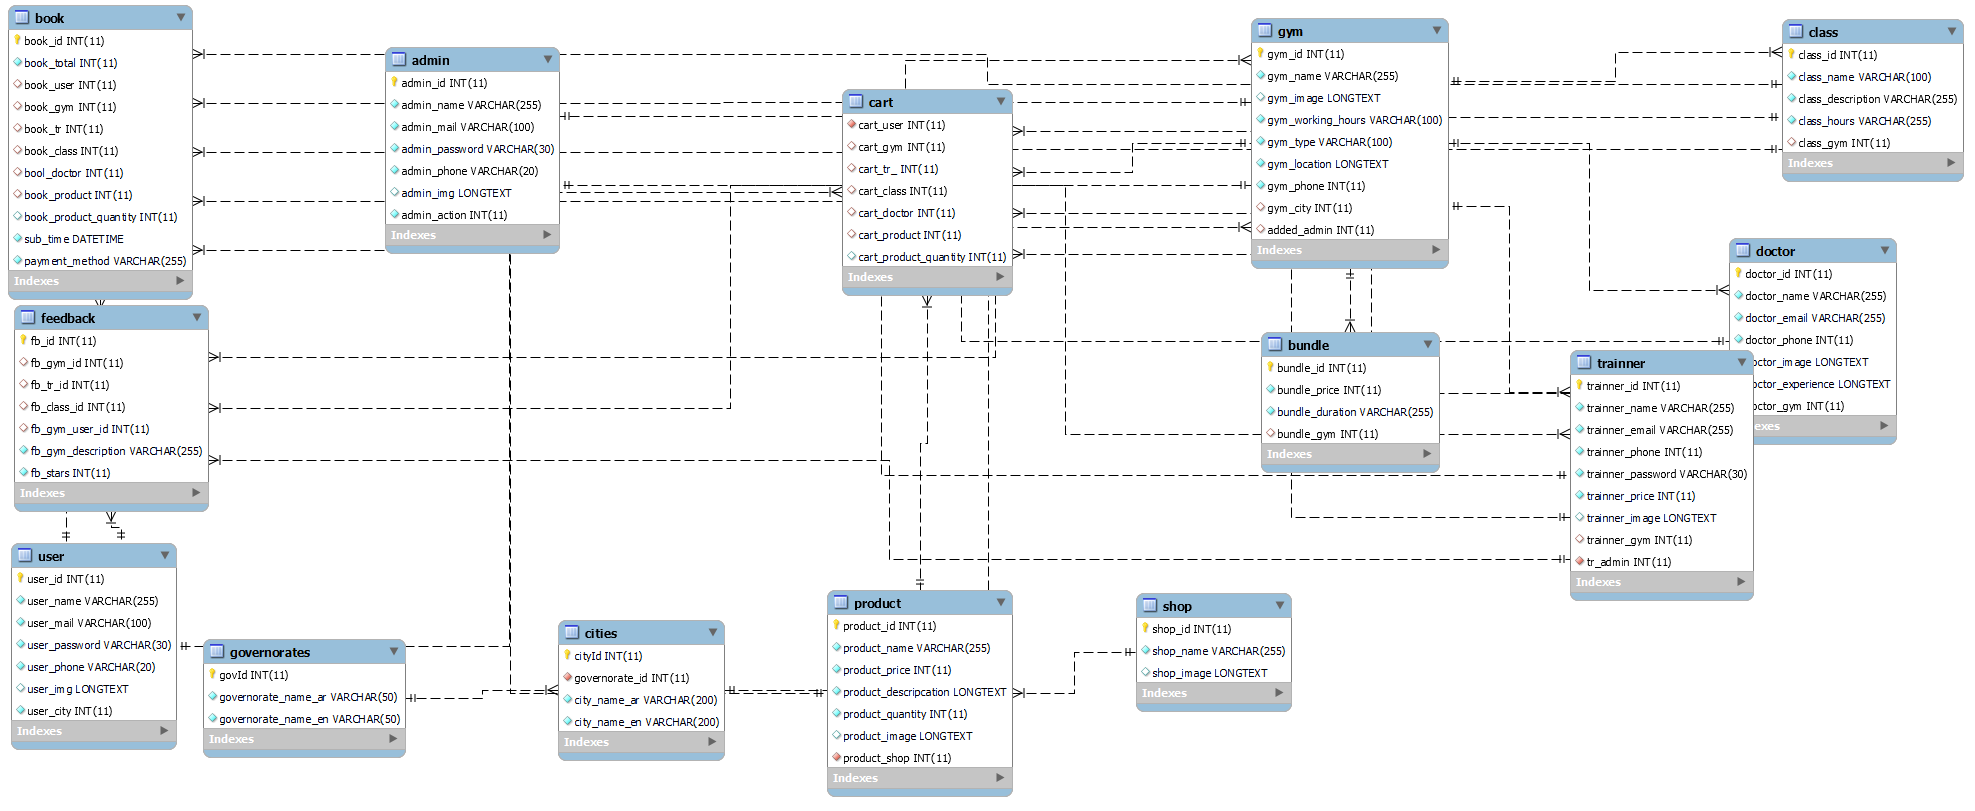 book
book_id INT(11)
book_total INT(11)
book_user INT(11)
book_gym INT(11)
book_tr INT(11)
book_class INT(11)
bool_doctor INT(11)
book_product INT(11)
book_product_quantity INT(11)
sub_time DATETIME
payment_method VARCHAR(255)
Indexes
admin
admin_id INT(11)
admin_name VARCHAR(255)
admin_mail VARCHAR(100)
admin_password VARCHAR(30)
admin_phone VARCHAR(20)
admin_img LONGTEXT
admin_action INT(11)
Indexes
cart
cart_user INT(11)
cart_gym INT(11)
cart_tr_ INT(11)
cart_class INT(11)
cart_doctor INT(11)
cart_product INT(11)
cart_product_quantity INT(11)
Indexes
gym
gym_id INT(11)
gym_name VARCHAR(255)
gym_image LONGTEXT
gym_working_hours VARCHAR(100)
gym_type VARCHAR(100)
gym_location LONGTEXT
gym_phone INT(11)
gym_city INT(11)
added_admin INT(11)
Indexes
class
class_id INT(11)
class_name VARCHAR(100)
class_description VARCHAR(255)
class_hours VARCHAR(255)
class_gym INT(11)
Indexes
doctor
doctor_id INT(11)
doctor_name VARCHAR(255)
doctor_email VARCHAR(255)
doctor_phone INT(11)
octor_image LONGTEXT
octor_experience LONGTEXT
octor_gym INT(11)
exes
feedback
fb_id INT(11)
fb_gym_id INT(11)
fb_tr_id INT(11)
fb_class_id INT(11)
fb_gym_user_id INT(11)
fb_gym_description VARCHAR(255)
fb_stars INT(11)
Indexes
bundle
bundle_id INT(11)
bundle_price INT(11)
bundle_duration VARCHAR(255)
bundle_gym INT(11)
Indexes
trainner
trainner_id INT(11)
trainner_name VARCHAR(255)
trainner_email VARCHAR(255)
trainner_phone INT(11)
trainner_password VARCHAR(30)
trainner_price INT(11)
trainner_image LONGTEXT
trainner_gym INT(11)
tr_admin INT(11)
Indexes
user
user_id INT(11)
user_name VARCHAR(255)
user_mail VARCHAR(100)
user_password VARCHAR(30)
user_phone VARCHAR(20)
user_img LONGTEXT
user_city INT(11)
Indexes
governorates
govId INT(11)
governorate_name_ar VARCHAR(50)
governorate_name_en VARCHAR(50)
Indexes
cities
cityId INT(11)
governorate_id INT(11)
city_name_ar VARCHAR(200)
city_name_en VARCHAR(200)
Indexes
product
product_id INT(11)
product_name VARCHAR(255)
product_price INT(11)
product_descripcation LONGTEXT
product_quantity INT(11)
product_image LONGTEXT
product_shop INT(11)
Indexes
shop
shop_id INT(11)
shop_name VARCHAR(255)
shop_image LONGTEXT
Indexes